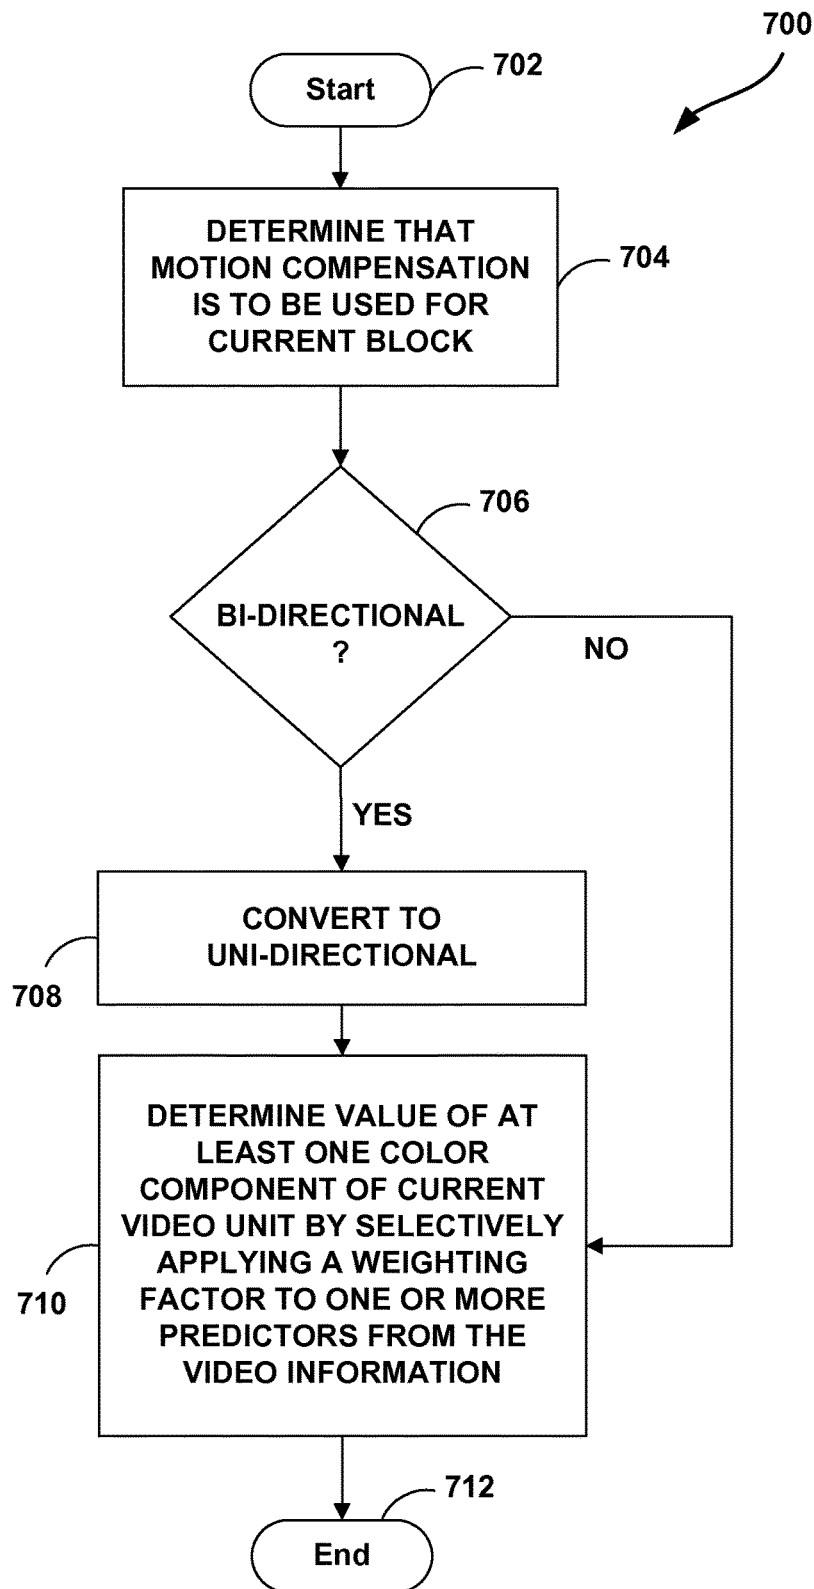 700
Start
702
DETERMINE THAT
MOTION COMPENSATION
IS TO BE USED FOR
CURRENT BLOCK
704
706
BI-DIRECTIONAL
?
NO
YES
CONVERT TO
UNI-DIRECTIONAL
708
DETERMINE VALUE OF AT
LEAST ONE COLOR
COMPONENT OF CURRENT
VIDEO UNIT BY SELECTIVELY
APPLYING A WEIGHTING
FACTOR TO ONE OR MORE
PREDICTORS FROM THE
VIDEO INFORMATION
710
712
End